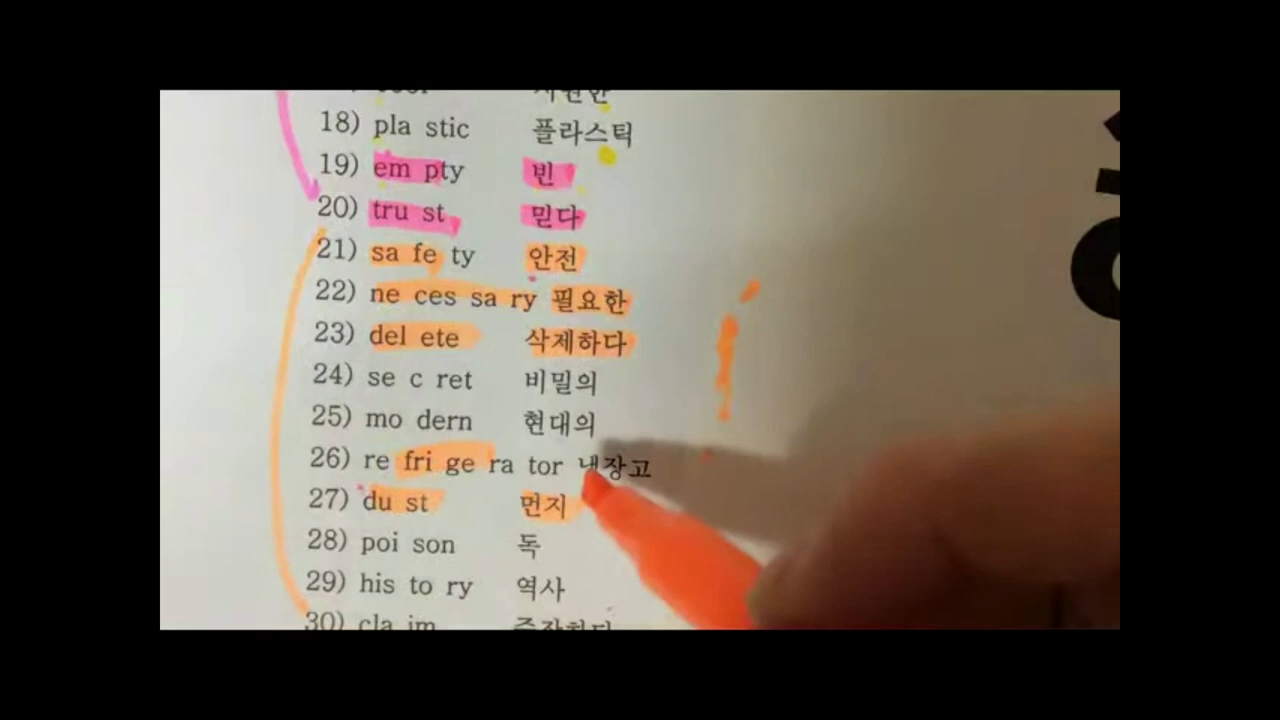 18) pla stic 플라스틱
19) em pty 빈
20) tru st 믿다
21) sa fe ty 안전
22) ne ces sa ry 필요한
23) del ete 삭제하다
24) se c ret 비밀의
25) mo dern 현대의
26) re fri ge ra tor 냉장고
27) du st 먼지
28) poi son 독
29) his to ry 역사
30) cla im